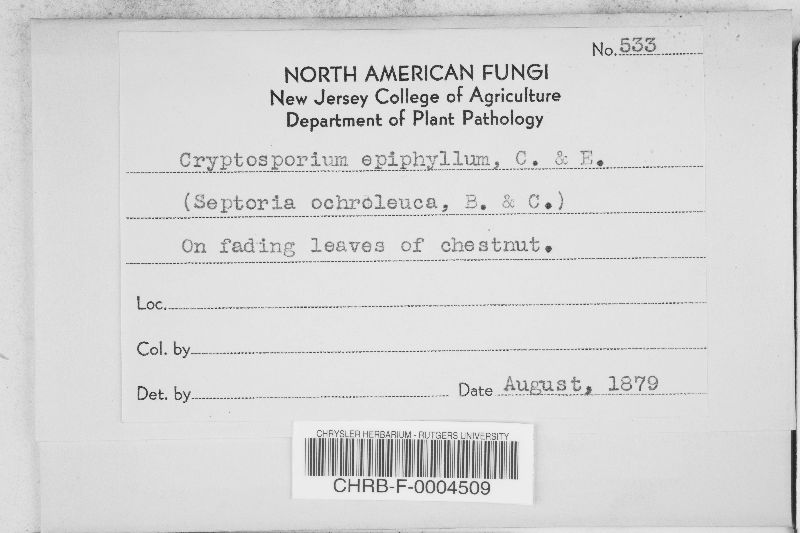 No. 533
NORTH AMERICAN FUNGI
New Jersey College of Agriculture
Department of Plant Pathology
Cryptosporium epiphyllum, C. & E.
(Septoria ochroleuca, B. & C.)
On fading leaves of chestnut.
Loc.
Col. by
Det. by Date August, 1879
CHRYSLER HERBARIUM - RUTGERS UNIVERSITY
CHRB-F-0004509